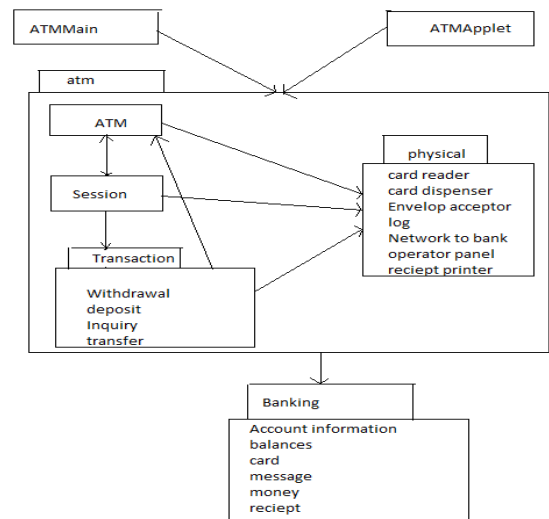 ATMMain
ATMApplet
atm
ATM
physical
card reader
card dispenser
Envelop acceptor
log
Network to bank
operator panel
reciept printer
Session
Transaction
Withdrawal
deposit
Inquiry
transfer
Banking
Account information
balances
card
message
money
reciept